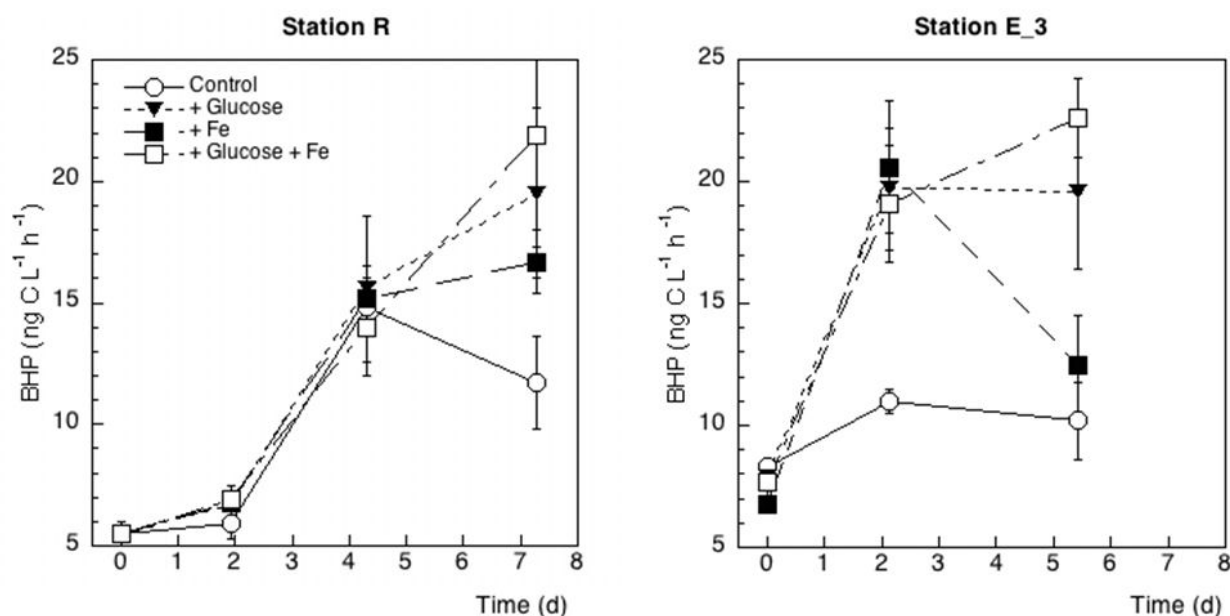 Station R
Station E_3
25
20
15
10
5
BHP (ng C L⁻¹ h⁻¹)
Control
+ Glucose
+ Fe
+ Glucose + Fe
0 1 2 3 4 5 6 7 8
Time (d)
25
20
15
10
5
BHP (ng C L⁻¹ h⁻¹)
0 1 2 3 4 5 6 7 8
Time (d)